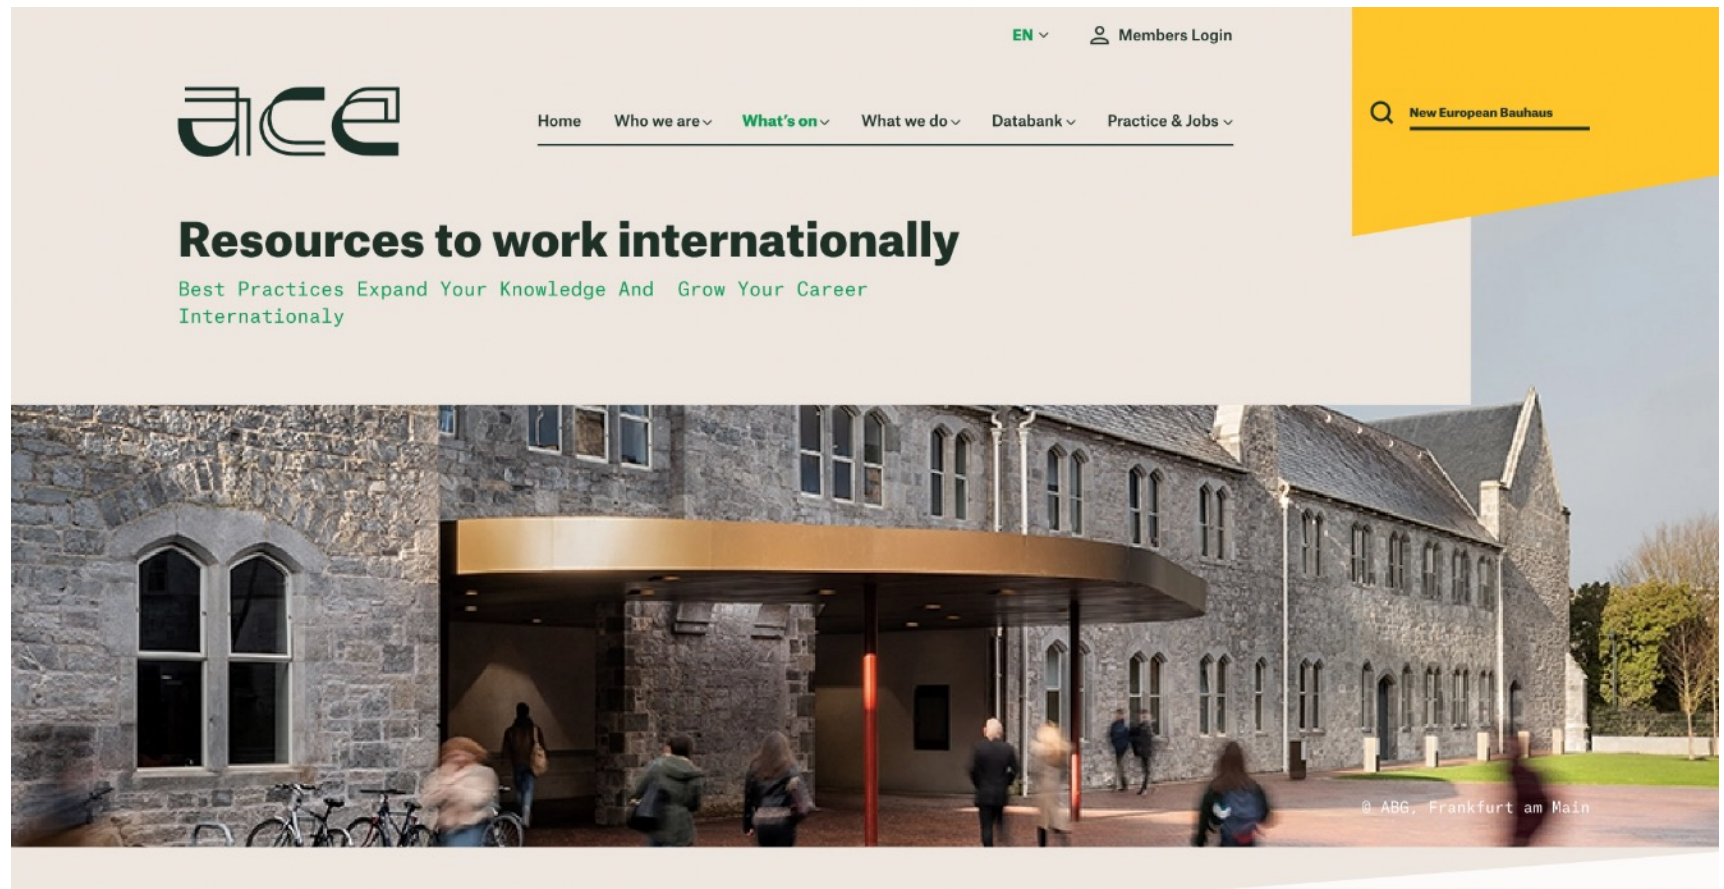 EN
Members Login
ace
Home Who we are What's on What we do Databank Practice & Jobs
New European Bauhaus
Resources to work internationally
Best Practices Expand Your Knowledge And Grow Your Career
Internationaly
© ABG, Frankfurt am Main